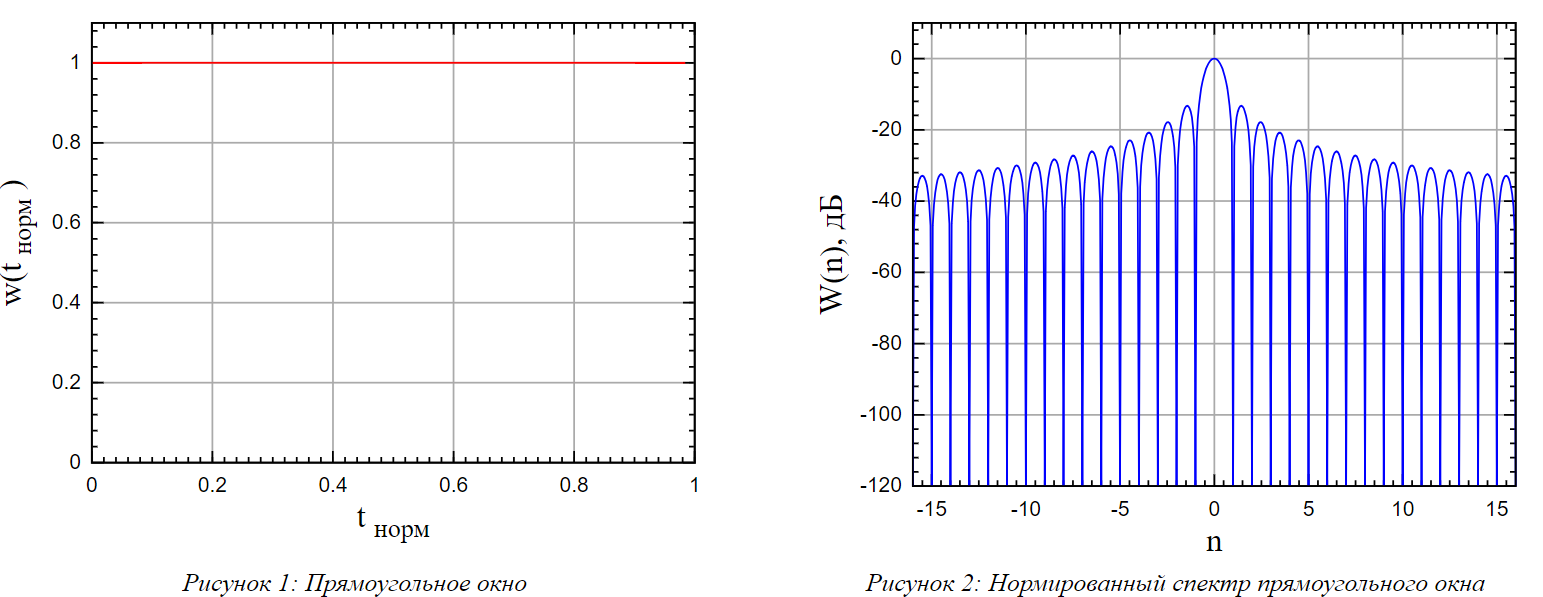 1
0.8
0.6
0.4
0.2
0
0 0.2 0.4 0.6 0.8 1
w(t норм )
t норм
Рисунок 1: Прямоугольное окно
0
-20
-40
-60
-80
-100
-120
-15 -10 -5 0 5 10 15
W(n), дБ
n
Рисунок 2: Нормированный спектр прямоугольного окна